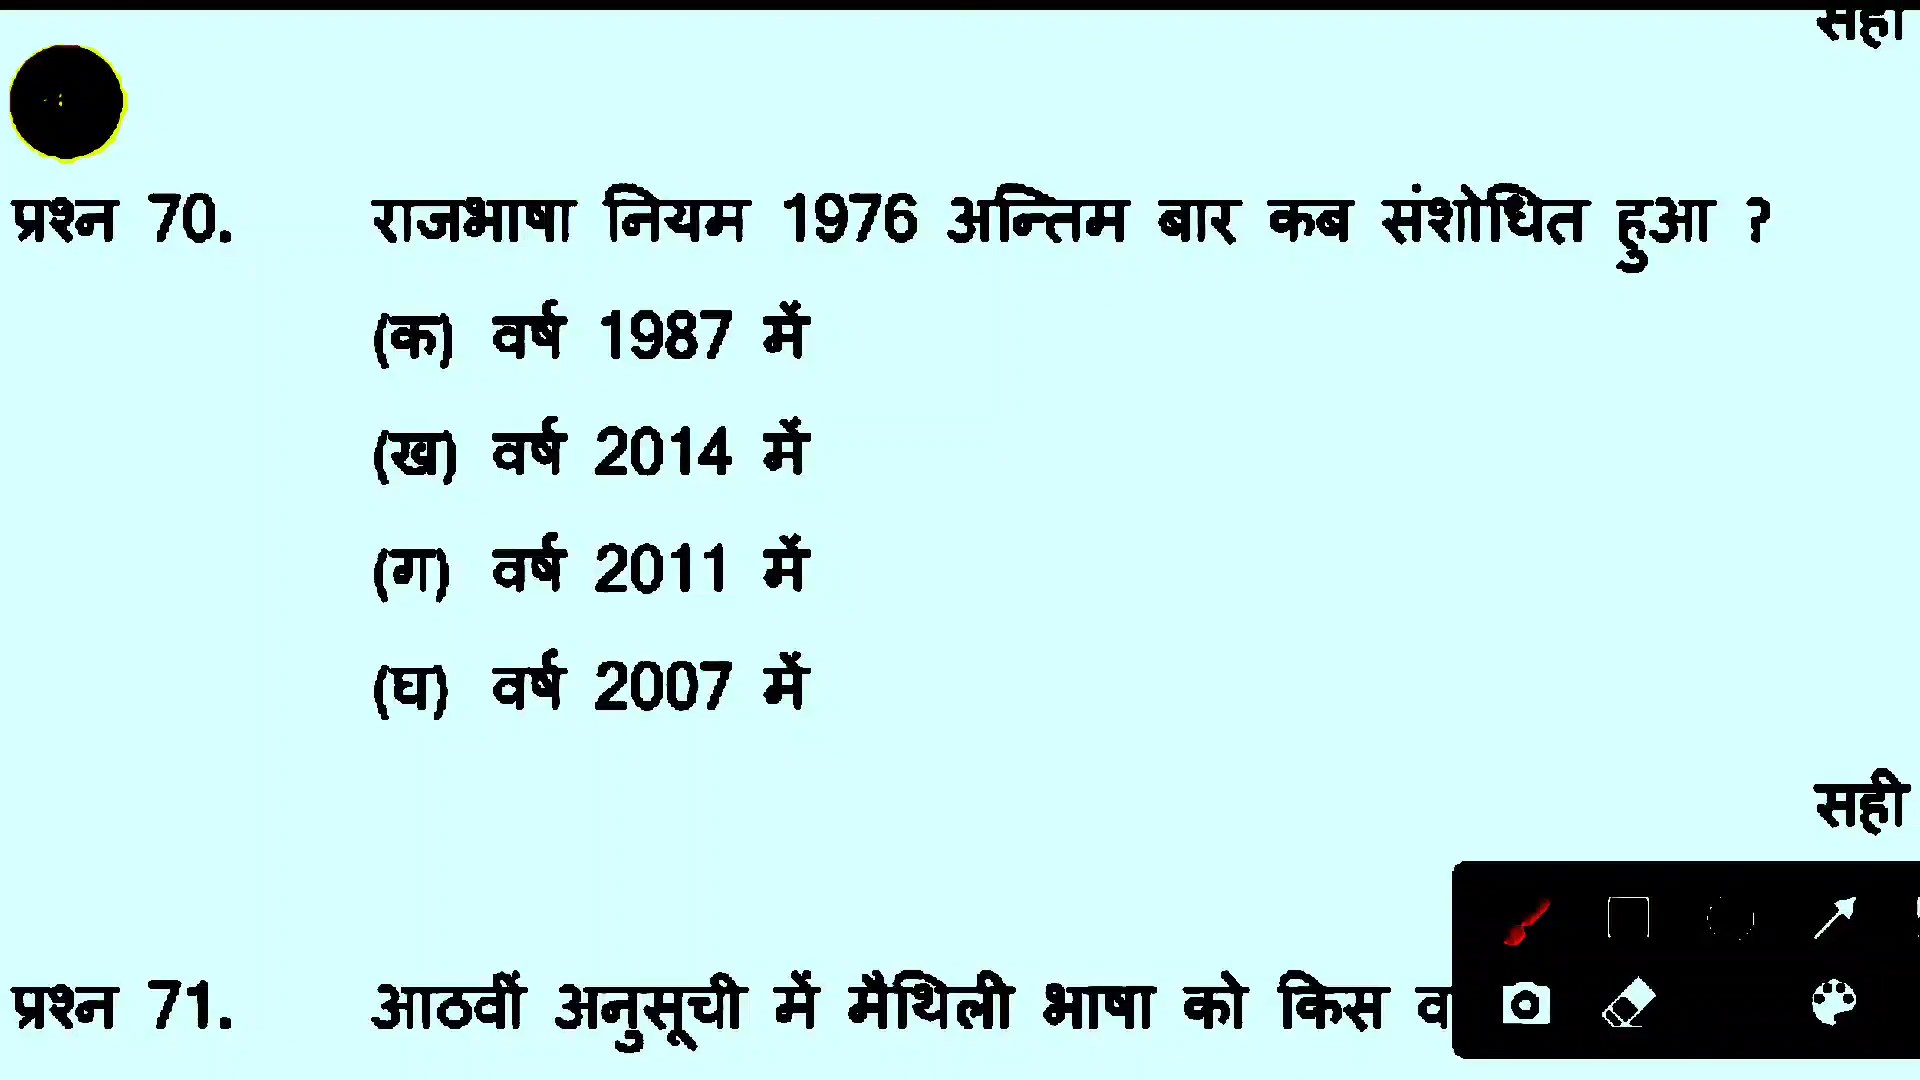 सही
प्रश्न 70. राजभाषा नियम 1976 अन्तिम बार कब संशोधित हुआ ?
(क) वर्ष 1987 में
(ख) वर्ष 2014 में
(ग) वर्ष 2011 में
(घ) वर्ष 2007 में
सही
प्रश्न 71. आठवीं अनुसूची में मैथिली भाषा को किस